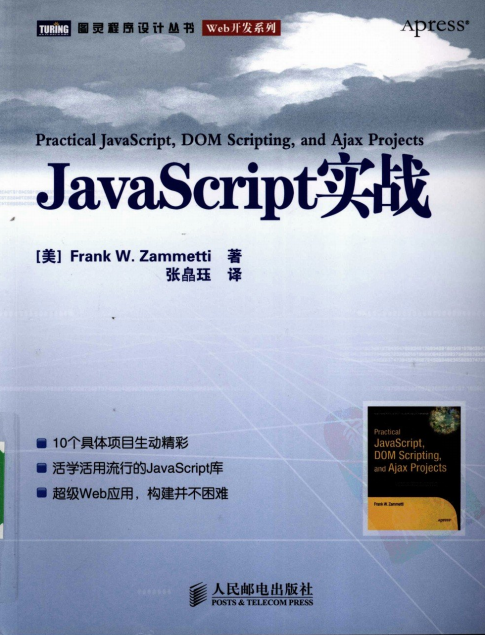 TURING 图灵程序设计丛书 Web开发系列
Apress®
Practical JavaScript, DOM Scripting, and Ajax Projects
JavaScript实战
[美] Frank W. Zammetti 著
张皛珏 译
10个具体项目生动精彩
活学活用流行的JavaScript库
超级Web应用，构建并不困难
Practical
JavaScript,
DOM Scripting,
and Ajax Projects
Frank W. Zammetti
Apress
人民邮电出版社
POSTS & TELECOM PRESS